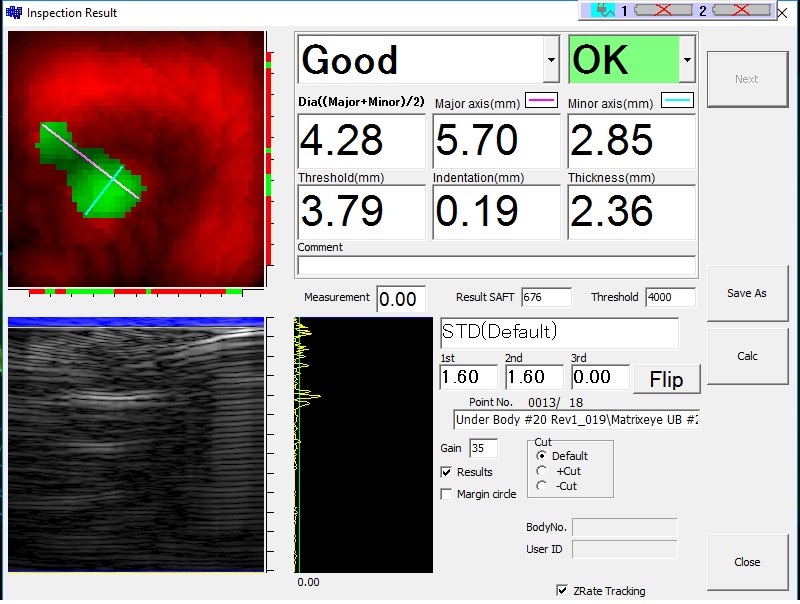 Inspection Result
1 2
Good OK
Next
Dia((Major+Minor)/2) Major axis(mm) Minor axis(mm)
4.28 5.70 2.85
Threshold(mm) Indentation(mm) Thickness(mm)
3.79 0.19 2.36
Comment
Measurement 0.00 Result SAFT 676 Threshold 4000
Save As
STD(Default)
Calc
1st 2nd 3rd
1.60 1.60 0.00 Flip
Point No. 0013/ 18
Under Body #20 Rev1_019\Matrixeye UB #2
Gain 35
Cut
Default
Results
+Cut
-Cut
Margin circle
BodyNo.
User ID
Close
0.00
ZRate Tracking